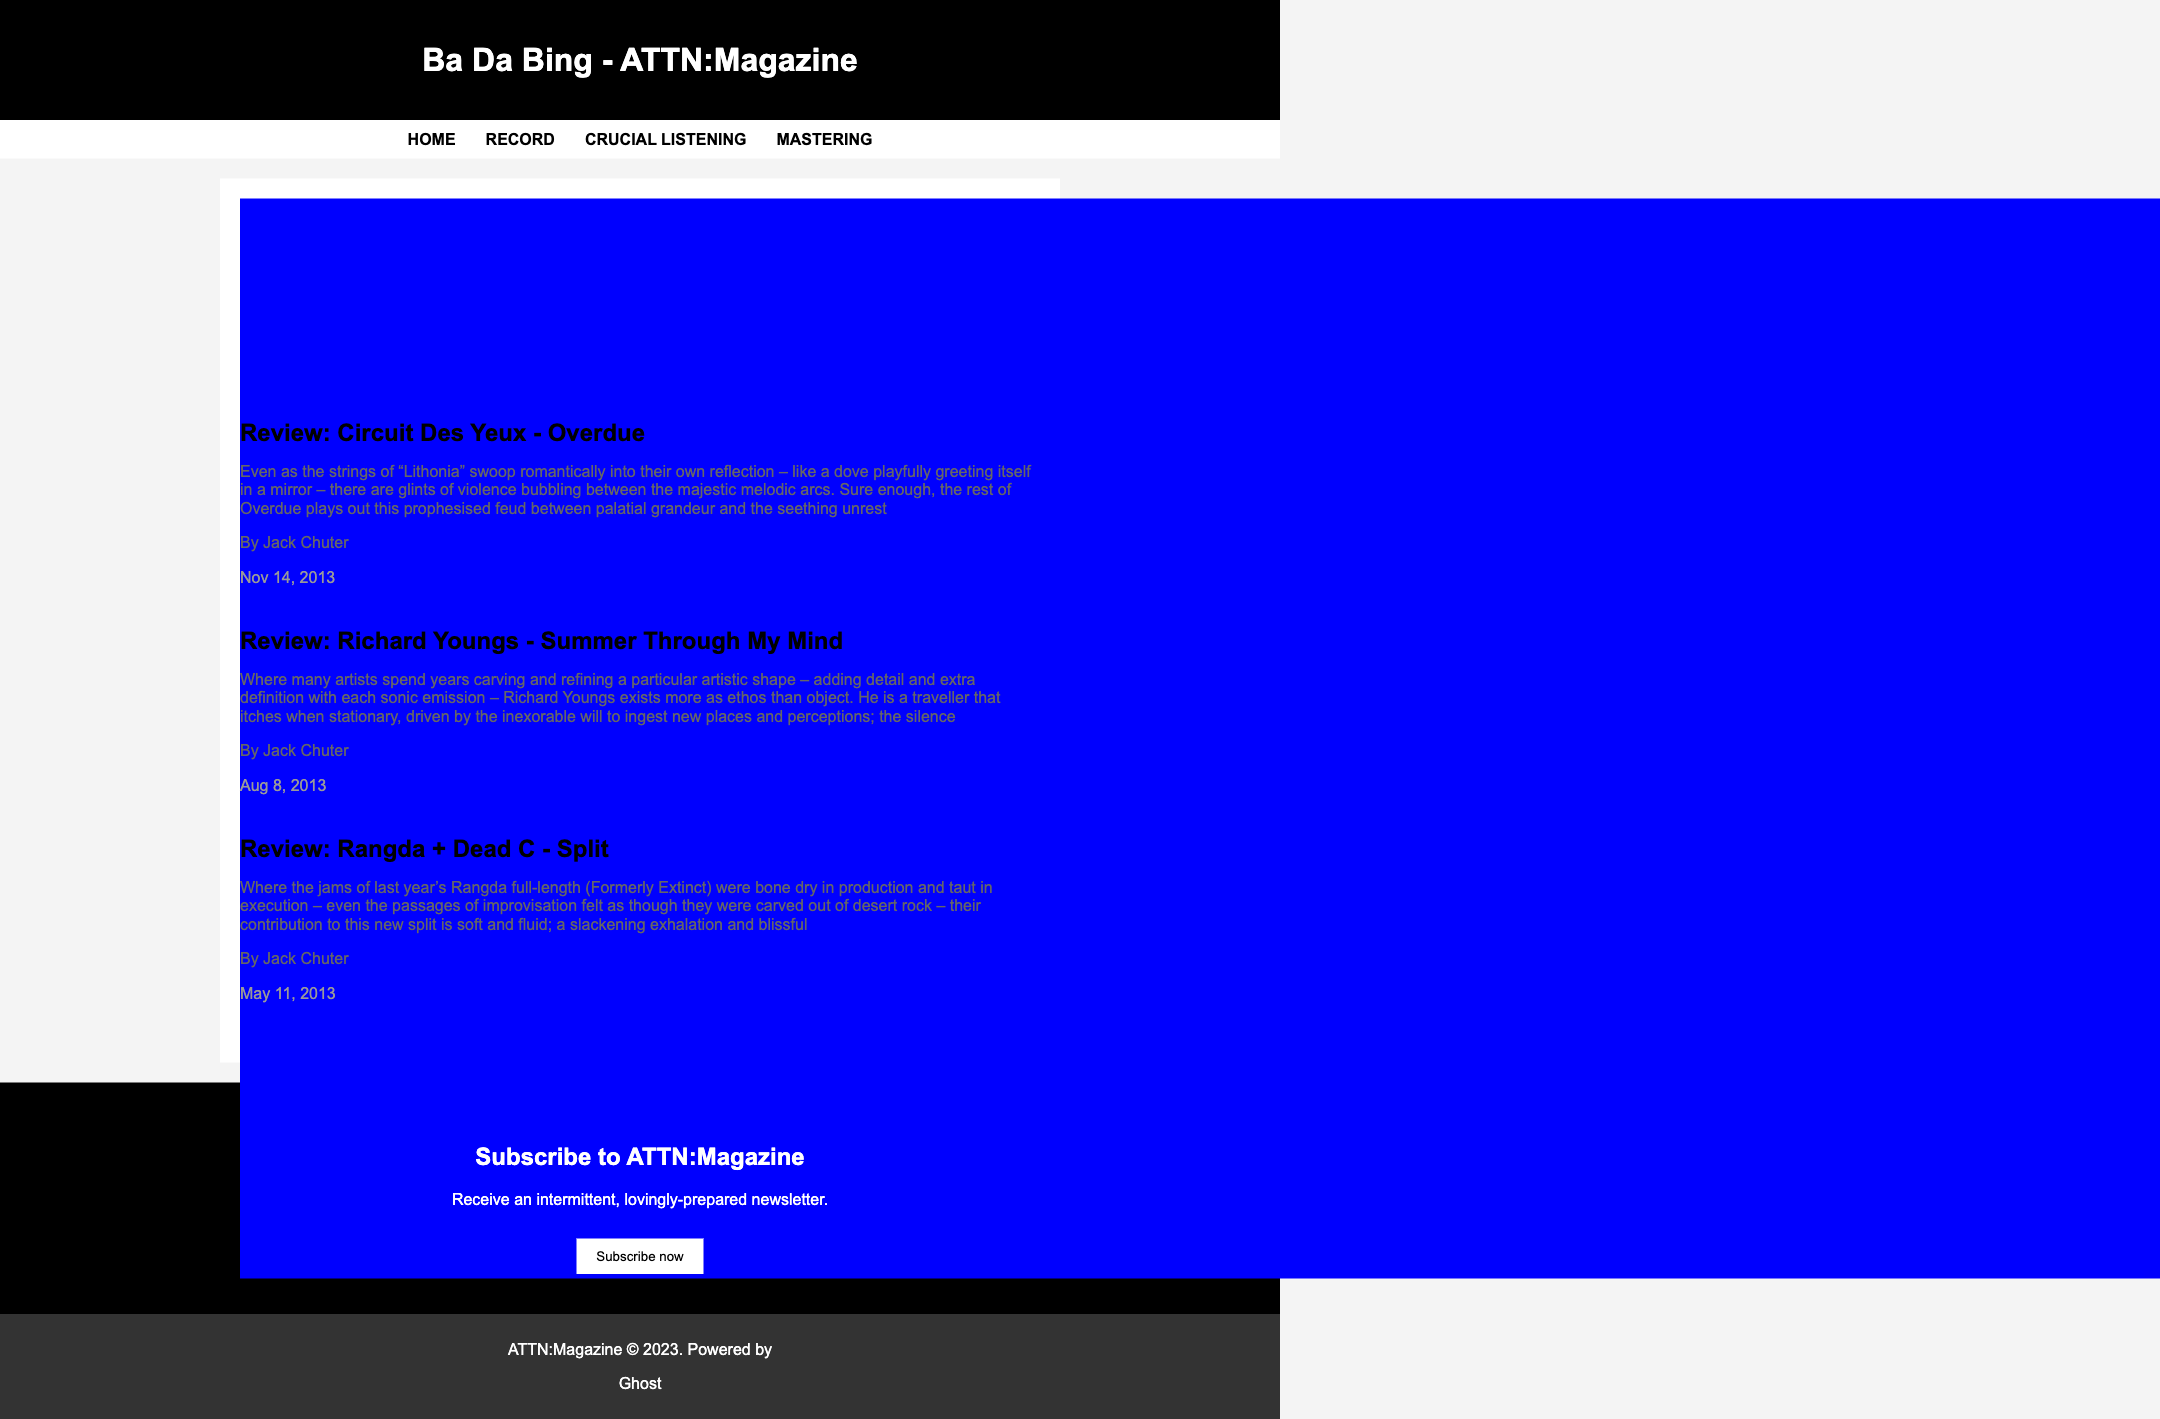 Ba Da Bing - ATTN:Magazine
HOME RECORD CRUCIAL LISTENING MASTERING
Review: Circuit Des Yeux - Overdue
Even as the strings of “Lithonia” swoop romantically into their own reflection – like a dove playfully greeting itself
in a mirror – there are glints of violence bubbling between the majestic melodic arcs. Sure enough, the rest of
Overdue plays out this prophesised feud between palatial grandeur and the seething unrest
By Jack Chuter
Nov 14, 2013
Review: Richard Youngs - Summer Through My Mind
Where many artists spend years carving and refining a particular artistic shape – adding detail and extra
definition with each sonic emission – Richard Youngs exists more as ethos than object. He is a traveller that
itches when stationary, driven by the inexorable will to ingest new places and perceptions; the silence
By Jack Chuter
Aug 8, 2013
Review: Rangda + Dead C - Split
Where the jams of last year’s Rangda full-length (Formerly Extinct) were bone dry in production and taut in
execution – even the passages of improvisation felt as though they were carved out of desert rock – their
contribution to this new split is soft and fluid; a slackening exhalation and blissful
By Jack Chuter
May 11, 2013
Subscribe to ATTN:Magazine
Receive an intermittent, lovingly-prepared newsletter.
Subscribe now
ATTN:Magazine © 2023. Powered by
Ghost